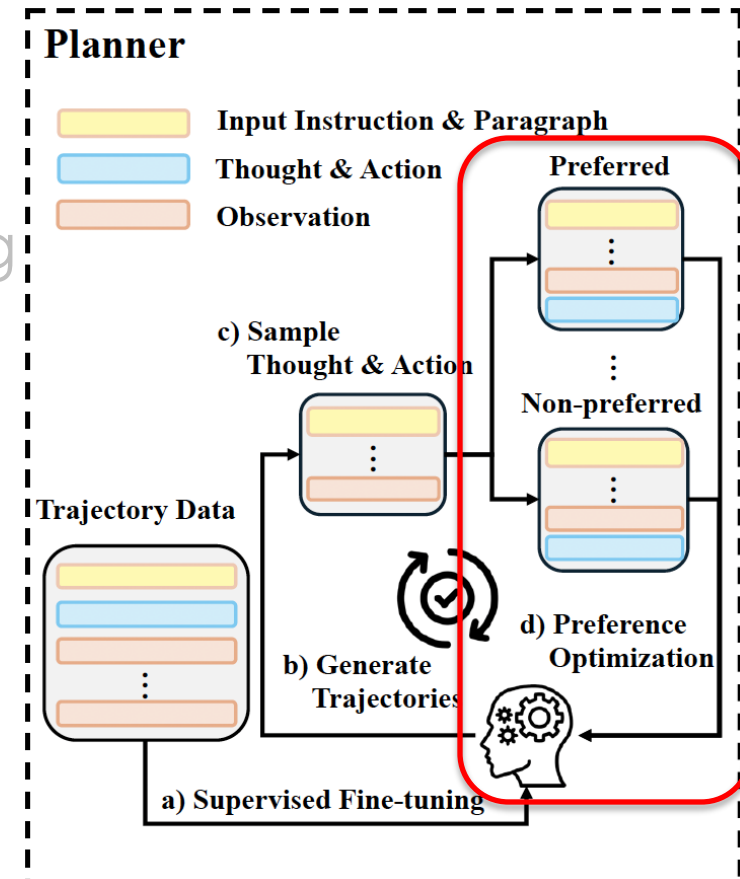 Planner
Input Instruction & Paragraph
Thought & Action
Observation
Preferred
c) Sample
Thought & Action
Non-preferred
Trajectory Data
d) Preference
Optimization
b) Generate
Trajectories
a) Supervised Fine-tuning
g